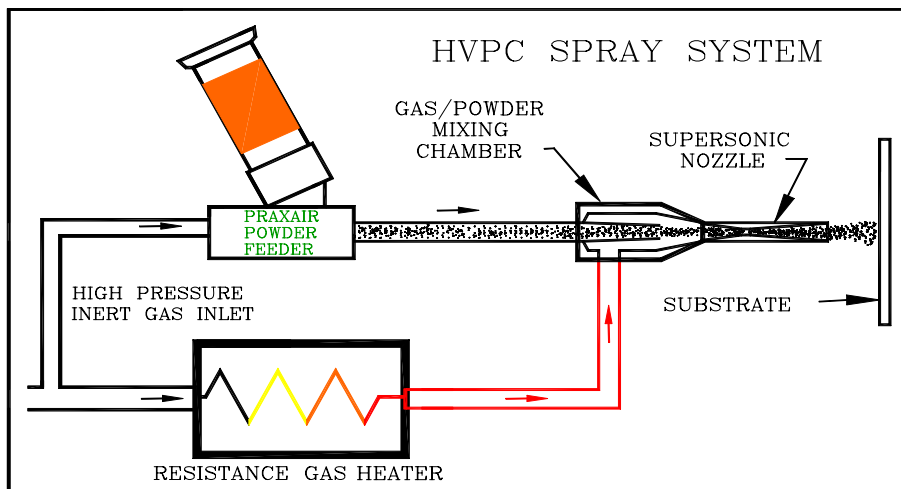 HVPC SPRAY SYSTEM
GAS/POWDER
MIXING
CHAMBER
SUPERSONIC
NOZZLE
PRAXAIR
POWDER
FEEDER
HIGH PRESSURE
INERT GAS INLET
SUBSTRATE
RESISTANCE GAS HEATER